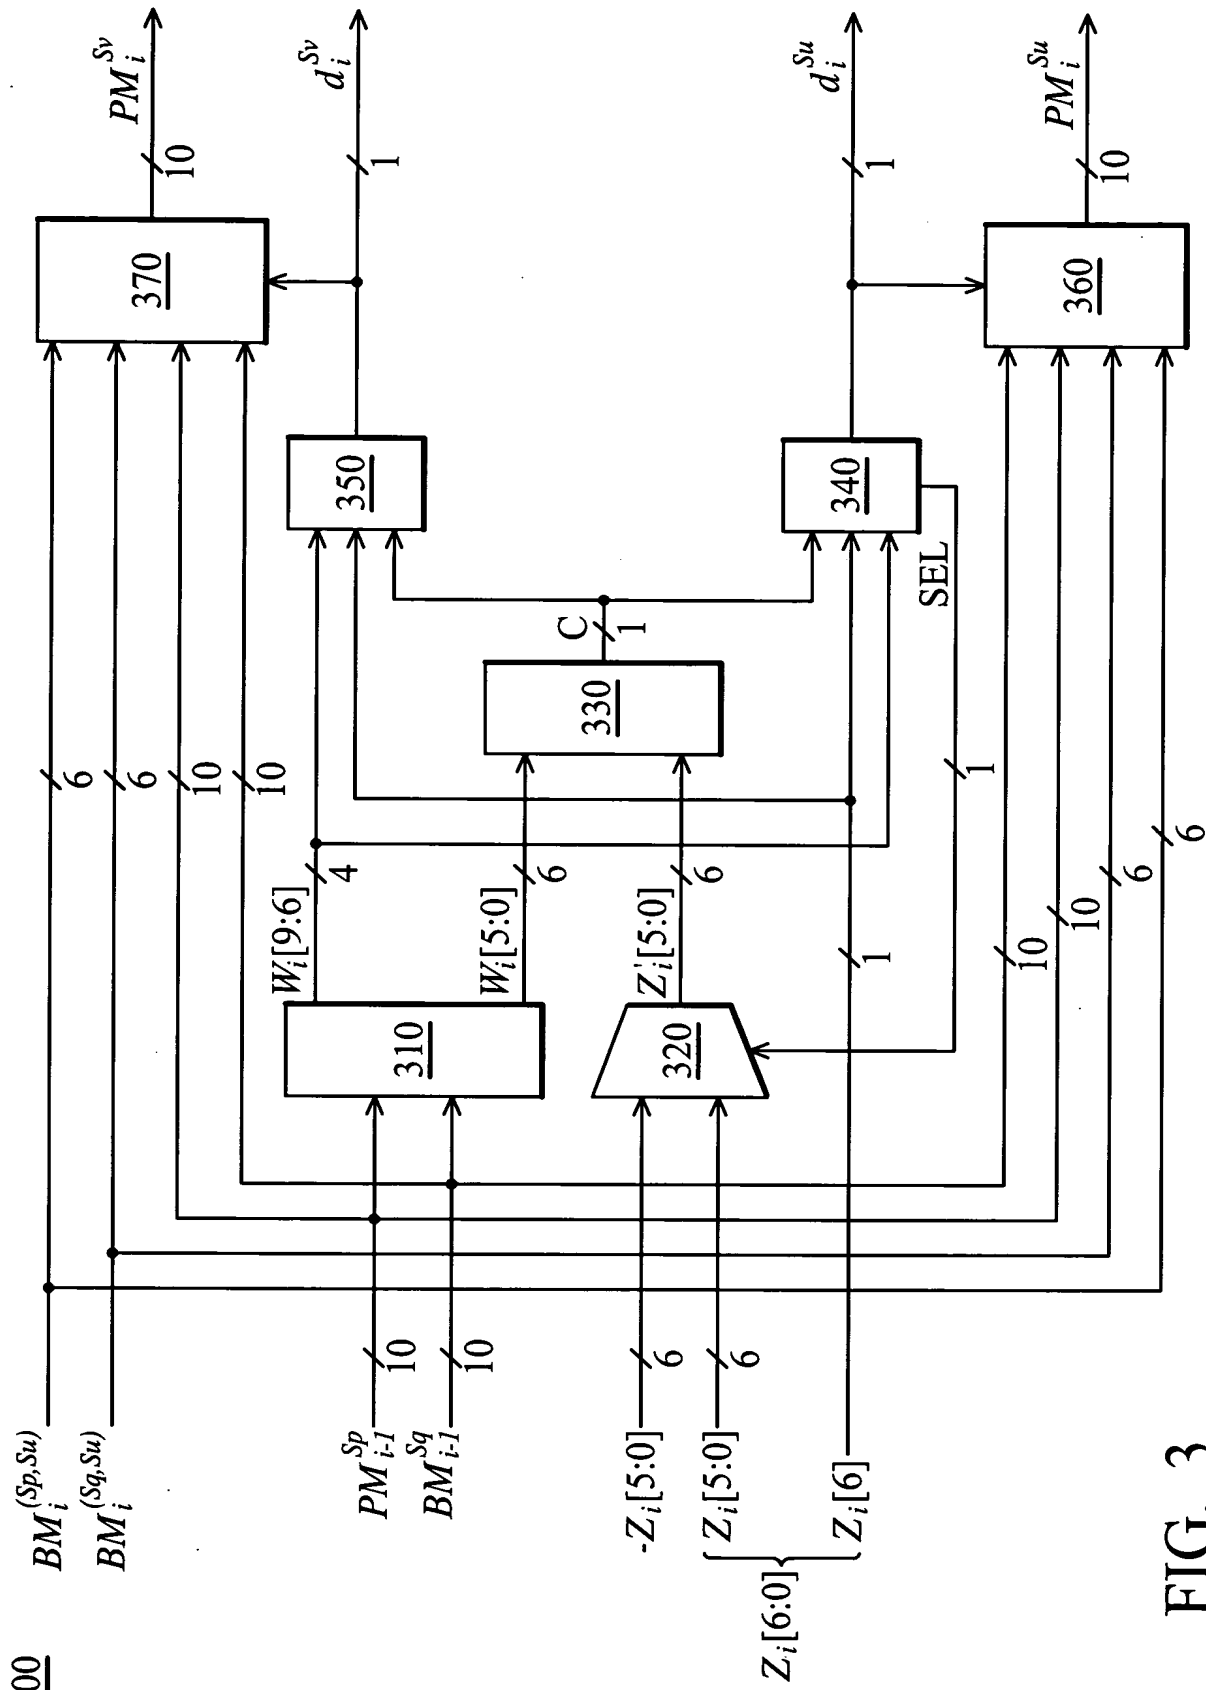 00
BM_i^(Sp,Su)
BM_i^(Sq,Su)
PM_{i-1}^{Sp}
BM_{i-1}^{Sq}
-Z_i[5:0]
Z_i[5:0]
Z_i[6]
Z_i[6:0]
10
10
6
6
310
320
W_i[9:6]
4
W_i[5:0]
6
Z'_i[5:0]
6
1
6
6
10
10
10
10
6
6
330
C
1
SEL
1
350
340
370
360
10
PM_i^{Sv}
1
d_i^{Sv}
1
d_i^{Su}
10
PM_i^{Su}
FIG. 3